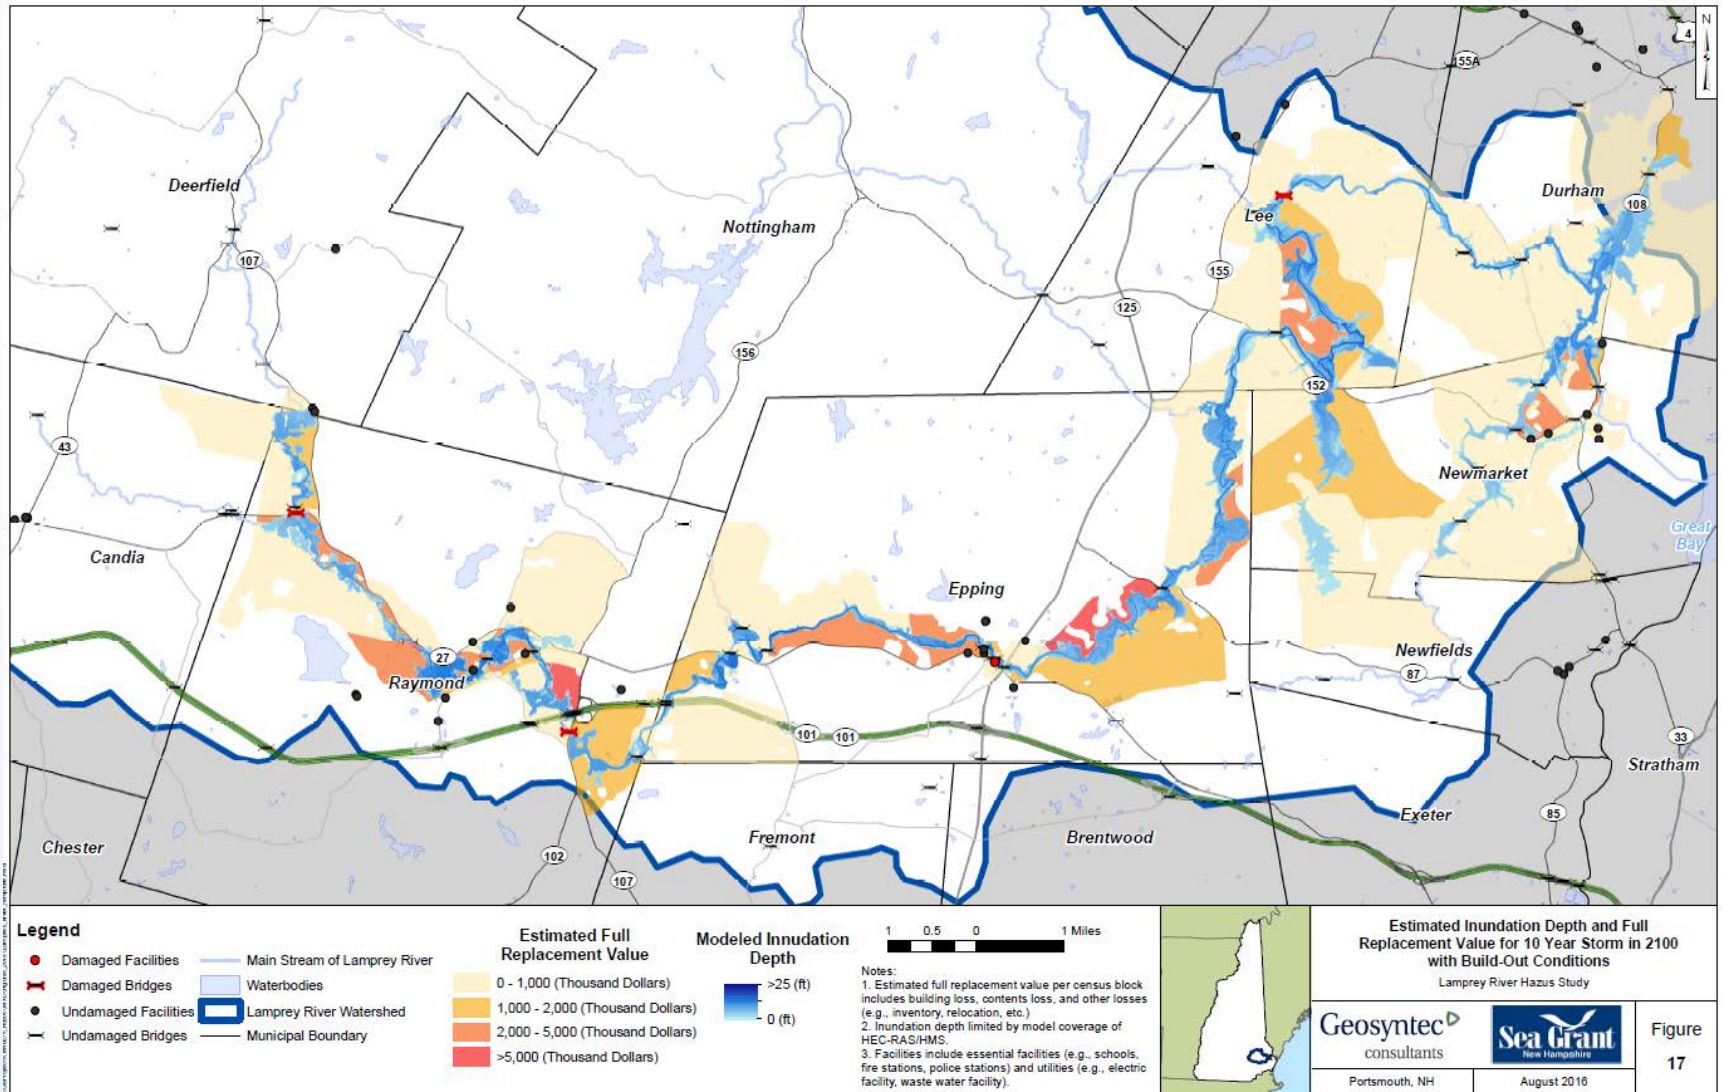 N
4
155A
Deerfield
Durham
108
Lee
Nottingham
107
155
125
156
152
43
Newmarket
Great
Bay
Candia
Epping
27
Raymond
Newfields
87
101
101
33
Stratham
85
Exeter
Chester
102
Fremont
Brentwood
107
Legend
Damaged Facilities
Damaged Bridges
Undamaged Facilities
Undamaged Bridges
Main Stream of Lamprey River
Waterbodies
Lamprey River Watershed
Municipal Boundary
Estimated Full
Replacement Value
0 - 1,000 (Thousand Dollars)
1,000 - 2,000 (Thousand Dollars)
2,000 - 5,000 (Thousand Dollars)
>5,000 (Thousand Dollars)
Modeled Innudation
Depth
>25 (ft)
0 (ft)
1 0.5 0 1 Miles
Notes:
1. Estimated full replacement value per census block
includes building loss, contents loss, and other losses
(e.g., inventory, relocation, etc.)
2. Inundation depth limited by model coverage of
HEC-RAS/HMS.
3. Facilities include essential facilities (e.g., schools,
fire stations, police stations) and utilities (e.g., electric
facility, waste water facility).
Estimated Inundation Depth and Full
Replacement Value for 10 Year Storm in 2100
with Build-Out Conditions
Lamprey River Hazus Study
Geosyntec
consultants
Sea Grant
New Hampshire
Figure
17
Portsmouth, NH
August 2016